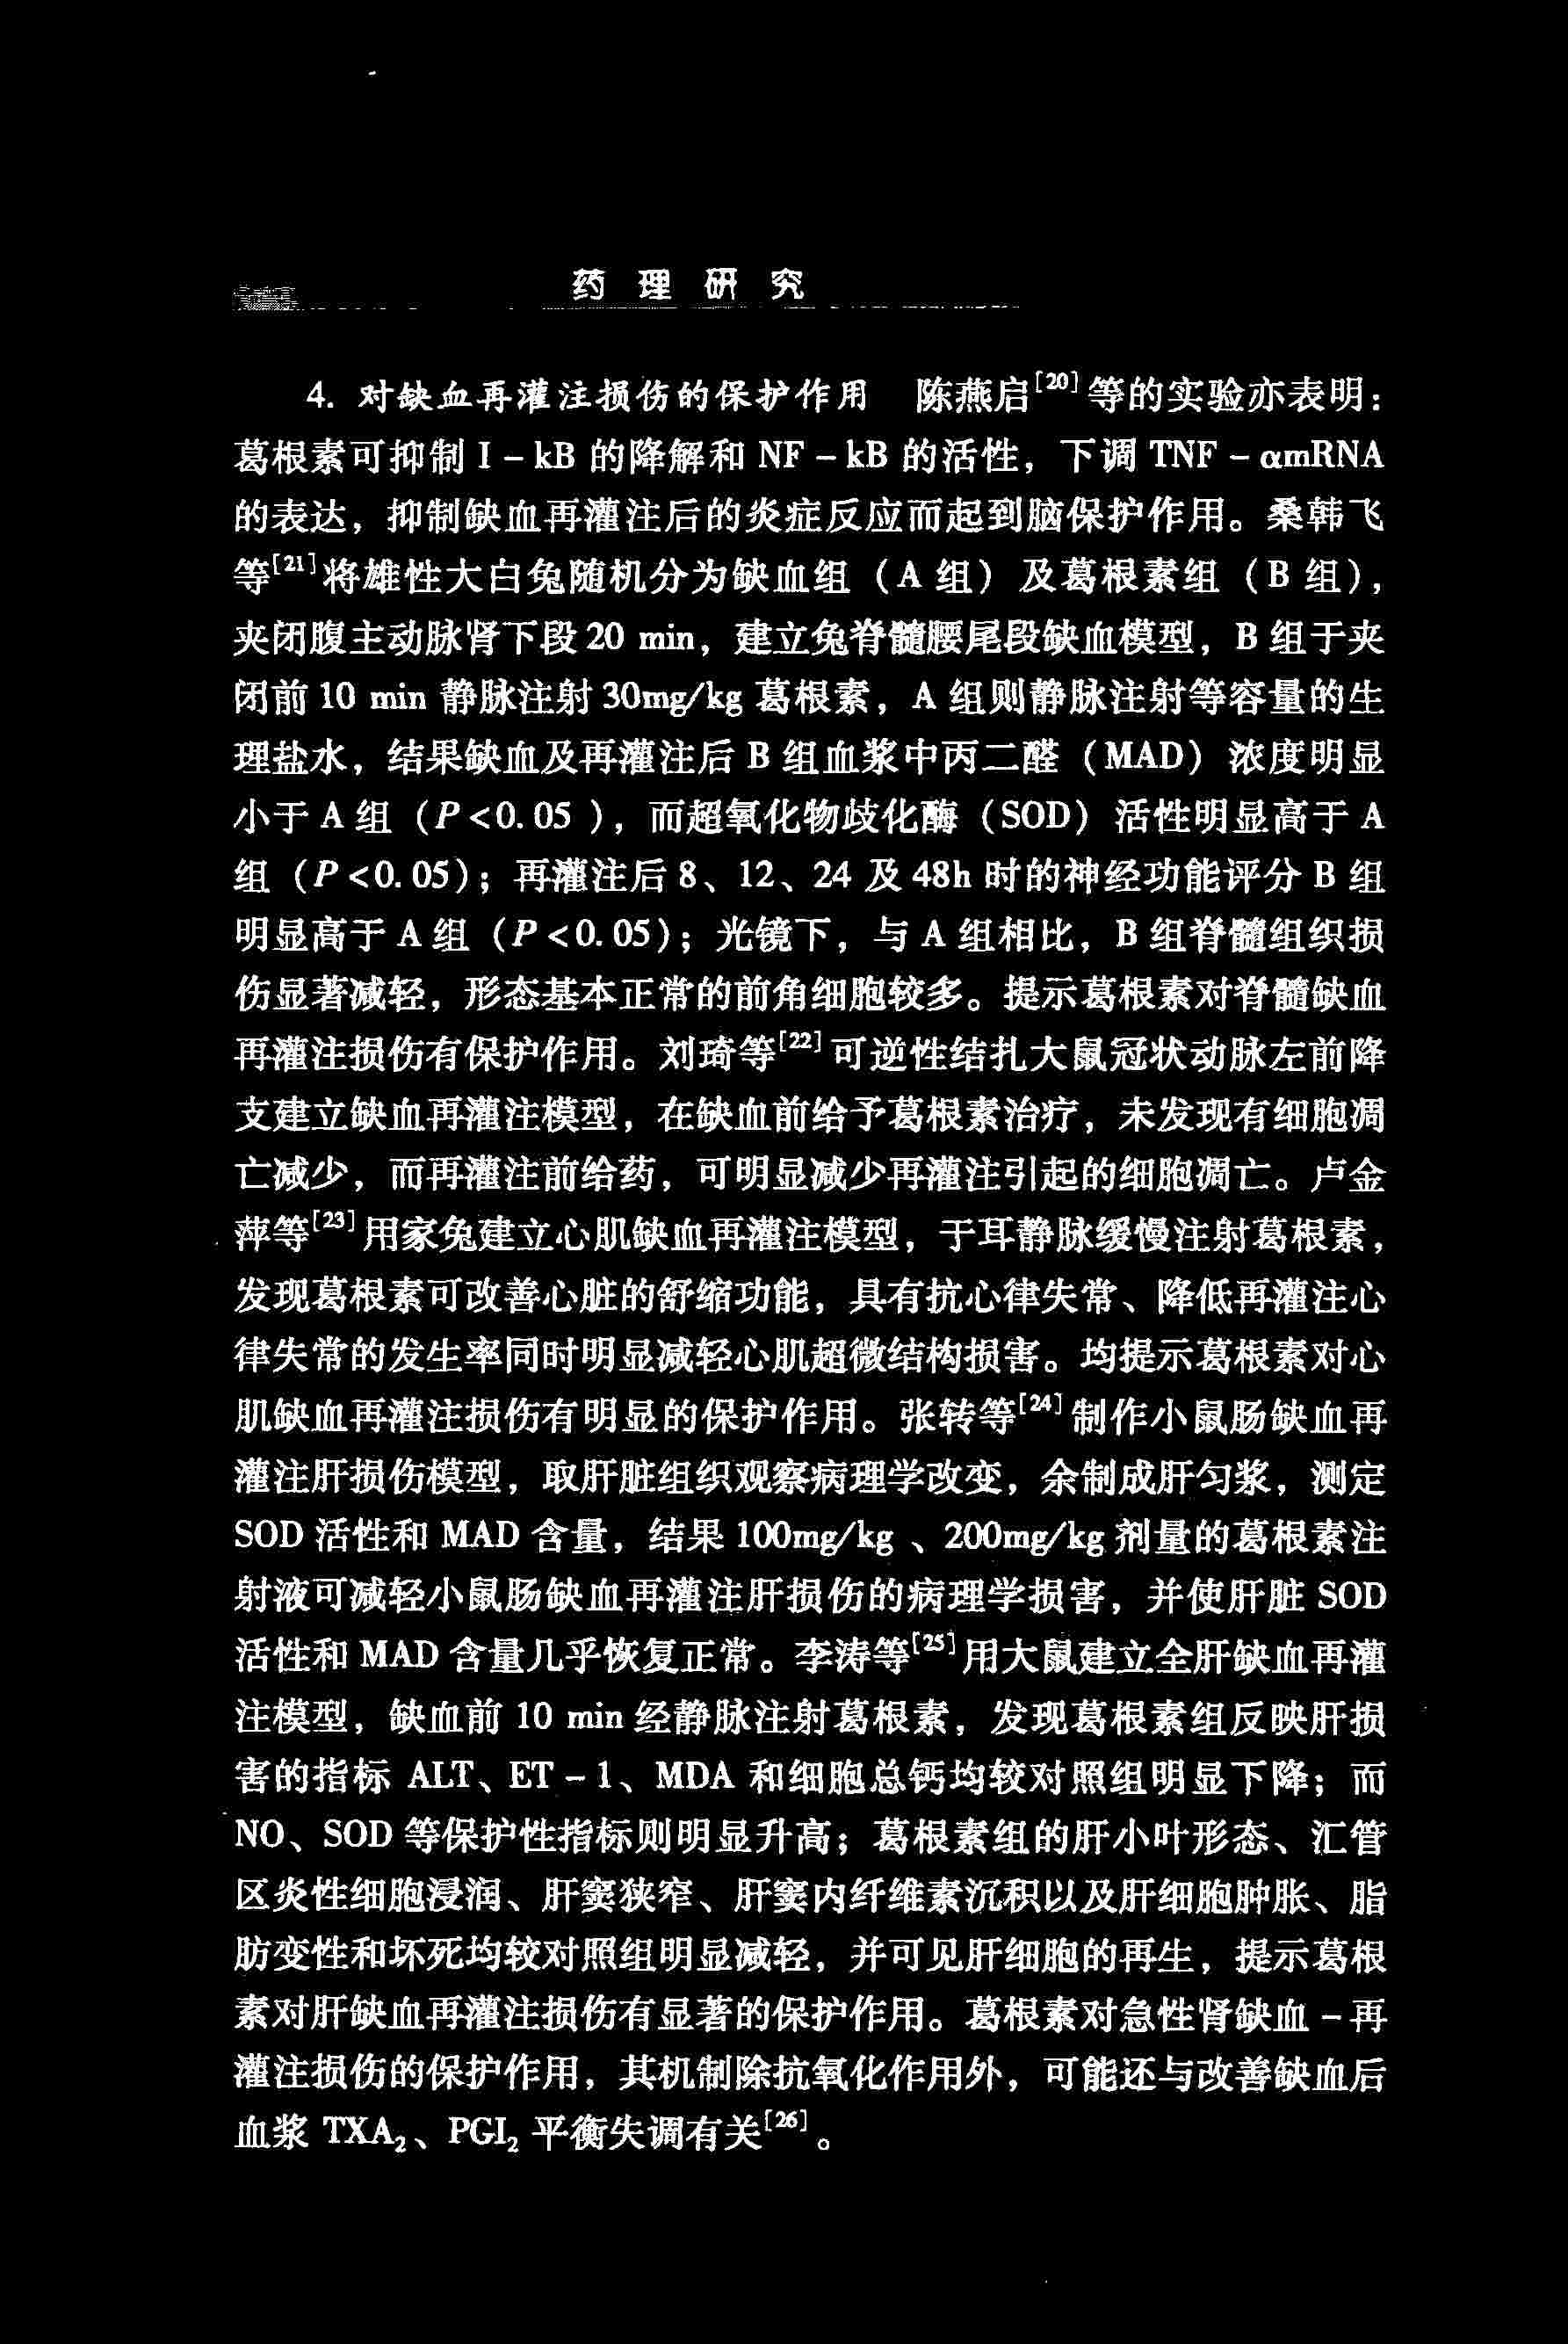 药理研究
4. 对缺血再灌注损伤的保护作用　陈燕启[20]等的实验亦表明：
葛根素可抑制 I－kB 的降解和 NF－kB 的活性，下调 TNF－αmRNA
的表达，抑制缺血再灌注后的炎症反应而起到脑保护作用。桑韩飞
等[21]将雄性大白兔随机分为缺血组（A 组）及葛根素组（B 组），
夹闭腹主动脉肾下段 20 min，建立兔脊髓腰尾段缺血模型，B 组于夹
闭前 10 min 静脉注射 30mg/kg 葛根素，A 组则静脉注射等容量的生
理盐水，结果缺血及再灌注后 B 组血浆中丙二醛（MAD）浓度明显
小于 A 组（P<0.05 ），而超氧化物歧化酶（SOD）活性明显高于 A
组（P<0.05）；再灌注后 8、12、24 及 48h 时的神经功能评分 B 组
明显高于 A 组（P<0.05）；光镜下，与 A 组相比，B 组脊髓组织损
伤显著减轻，形态基本正常的前角细胞较多。提示葛根素对脊髓缺血
再灌注损伤有保护作用。刘琦等[22]可逆性结扎大鼠冠状动脉左前降
支建立缺血再灌注模型，在缺血前给予葛根素治疗，未发现有细胞凋
亡减少，而再灌注前给药，可明显减少再灌注引起的细胞凋亡。卢金
萍等[23]用家兔建立心肌缺血再灌注模型，于耳静脉缓慢注射葛根素，
发现葛根素可改善心脏的舒缩功能，具有抗心律失常、降低再灌注心
律失常的发生率同时明显减轻心肌超微结构损害。均提示葛根素对心
肌缺血再灌注损伤有明显的保护作用。张转等[24]制作小鼠肠缺血再
灌注肝损伤模型，取肝脏组织观察病理学改变，余制成肝匀浆，测定
SOD 活性和 MAD 含量，结果 100mg/kg 、200mg/kg 剂量的葛根素注
射液可减轻小鼠肠缺血再灌注肝损伤的病理学损害，并使肝脏 SOD
活性和 MAD 含量几乎恢复正常。李涛等[25]用大鼠建立全肝缺血再灌
注模型，缺血前 10 min 经静脉注射葛根素，发现葛根素组反映肝损
害的指标 ALT、ET－1、MDA 和细胞总钙均较对照组明显下降；而
NO、SOD 等保护性指标则明显升高；葛根素组的肝小叶形态、汇管
区炎性细胞浸润、肝窦狭窄、肝窦内纤维素沉积以及肝细胞肿胀、脂
肪变性和坏死均较对照组明显减轻，并可见肝细胞的再生，提示葛根
素对肝缺血再灌注损伤有显著的保护作用。葛根素对急性肾缺血－再
灌注损伤的保护作用，其机制除抗氧化作用外，可能还与改善缺血后
血浆 TXA₂、PGI₂ 平衡失调有关[26]。